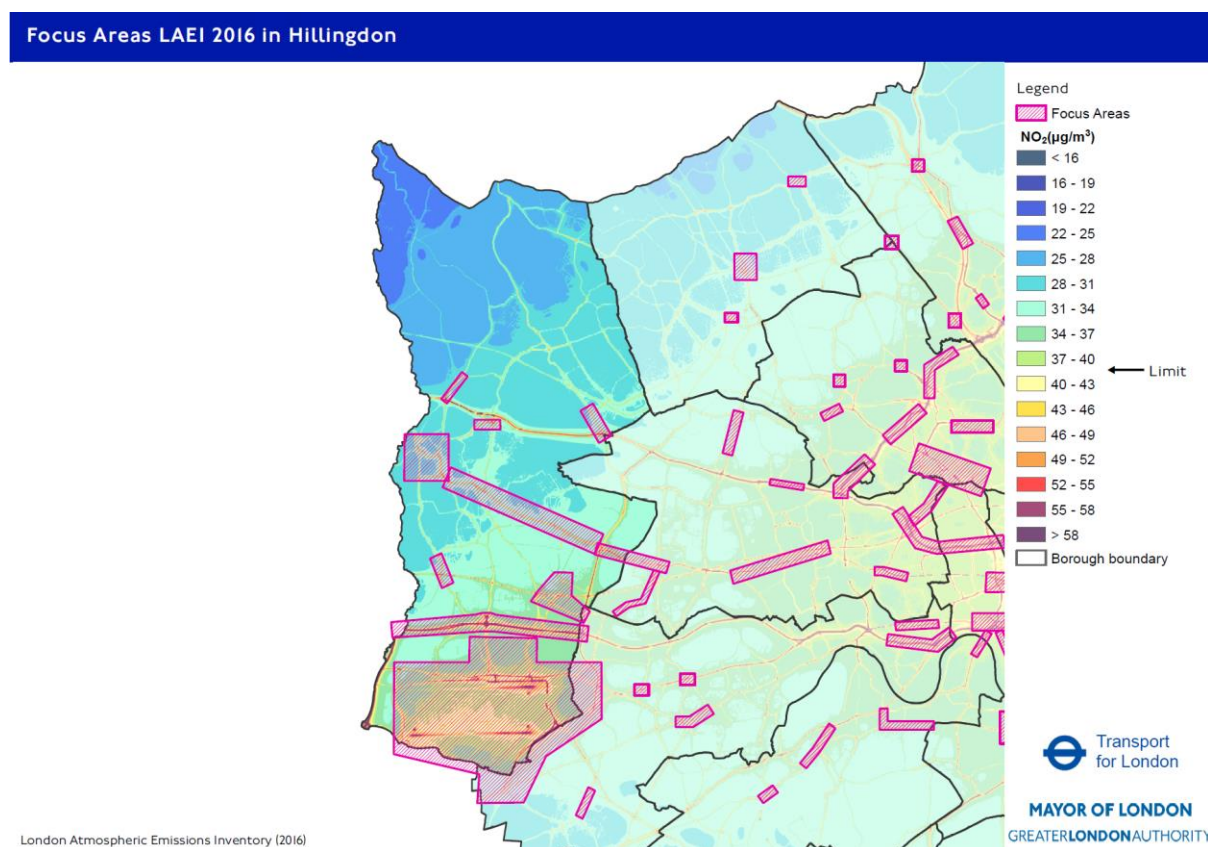 Focus Areas LAEI 2016 in Hillingdon
Legend
Focus Areas
NO₂(µg/m³)
< 16
16 - 19
19 - 22
22 - 25
25 - 28
28 - 31
31 - 34
34 - 37
37 - 40
40 - 43
43 - 46
46 - 49
49 - 52
52 - 55
55 - 58
> 58
Limit
Borough boundary
Transport
for London
MAYOR OF LONDON
GREATERLONDONAUTHORITY
London Atmospheric Emissions Inventory (2016)